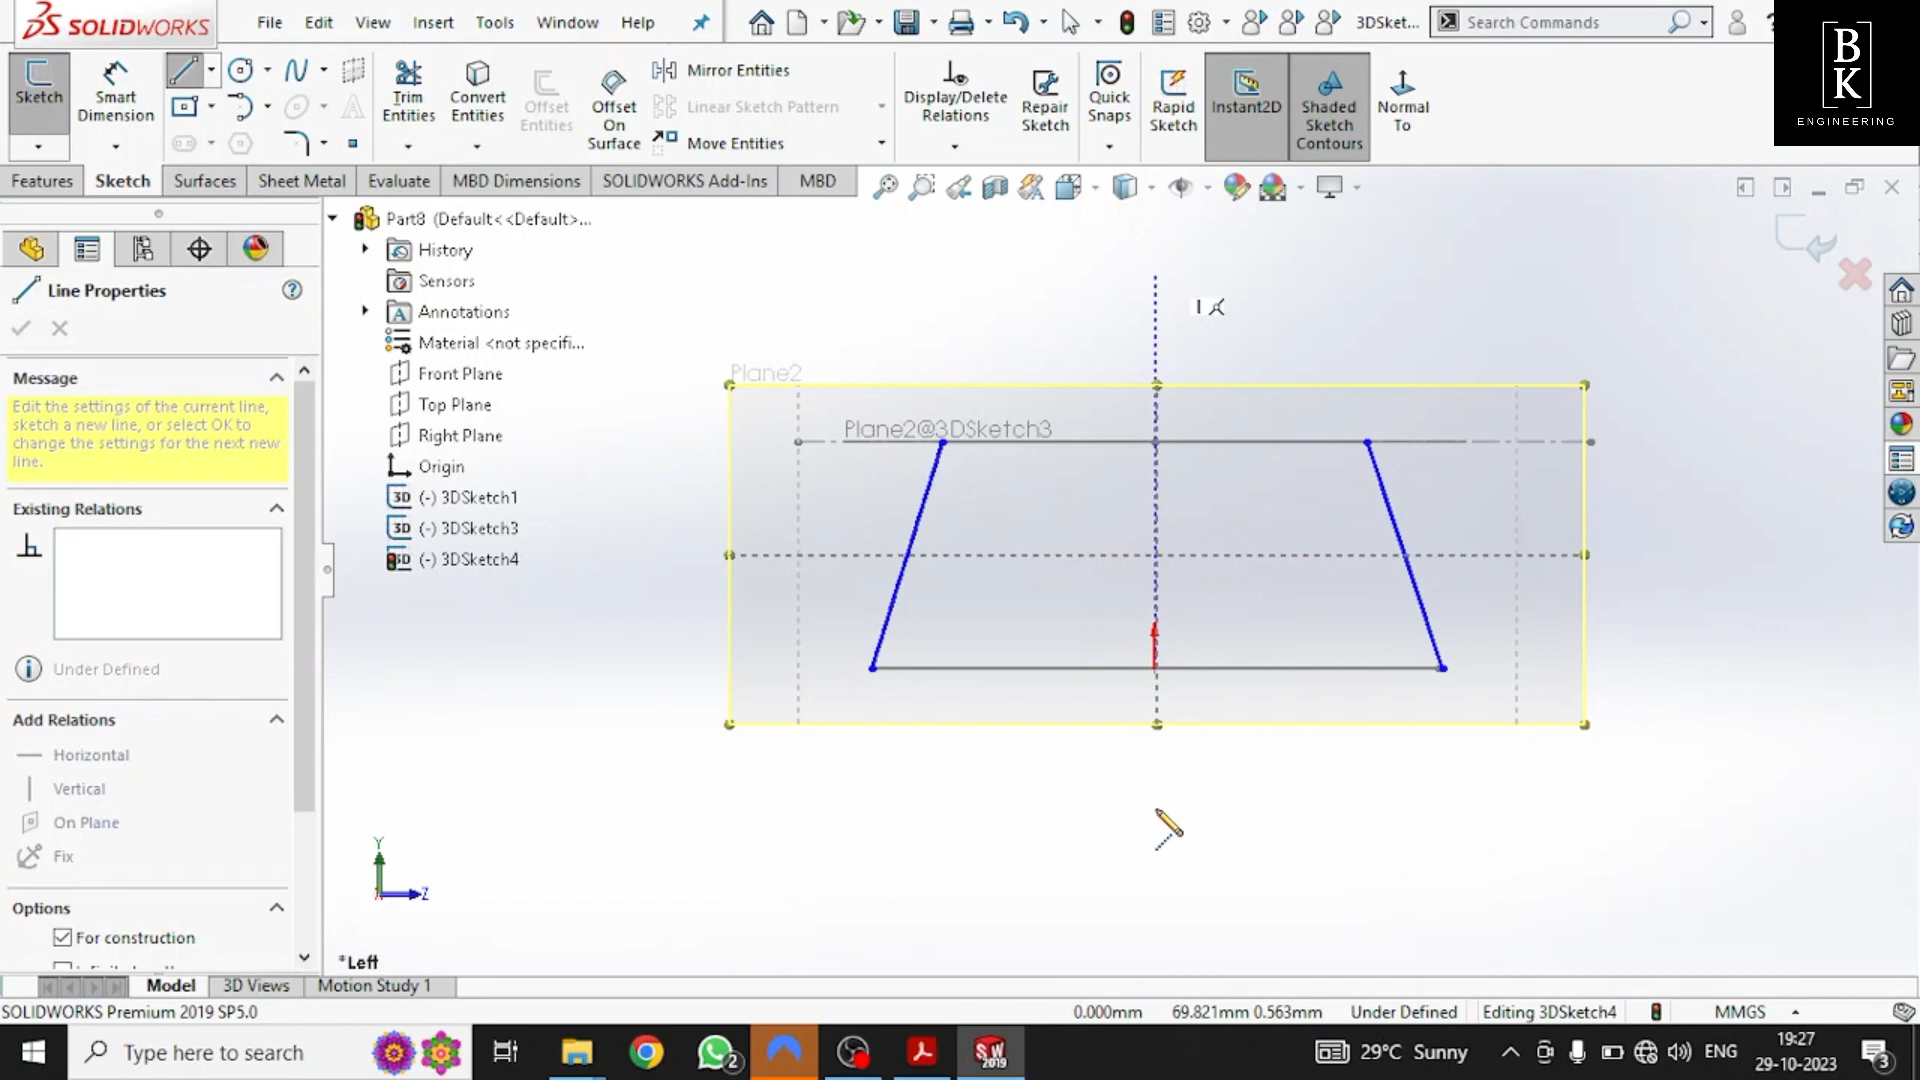 SOLIDWORKS
File Edit View Insert Tools Window Help
3DSket...
Search Commands
BK
ENGINEERING
Sketch
Smart Dimension
Trim Entities
Convert Entities
Offset Entities
Offset On Surface
Mirror Entities
Linear Sketch Pattern
Move Entities
Display/Delete Relations
Repair Sketch
Quick Snaps
Rapid Sketch
Instant2D
Shaded Sketch Contours
Normal To
Features Sketch Surfaces Sheet Metal Evaluate MBD Dimensions SOLIDWORKS Add-Ins MBD
Line Properties
Message
Edit the settings of the current line,
sketch a new line, or select OK to
change the settings for the next new
line.
Existing Relations
Under Defined
Add Relations
Horizontal
Vertical
On Plane
Fix
Options
For construction
Part8 (Default<<Default>...
History
Sensors
Annotations
Material <not specifi...
Front Plane
Top Plane
Right Plane
Origin
3D (-) 3DSketch1
3D (-) 3DSketch3
3D (-) 3DSketch4
Plane2
Plane2@3DSketch3
Y
Z
*Left
Model 3D Views Motion Study 1
SOLIDWORKS Premium 2019 SP5.0
0.000mm 69.821mm 0.563mm Under Defined Editing 3DSketch4 MMGS
Type here to search
2
SW
2019
29°C Sunny
ENG
19:27
29-10-2023
3